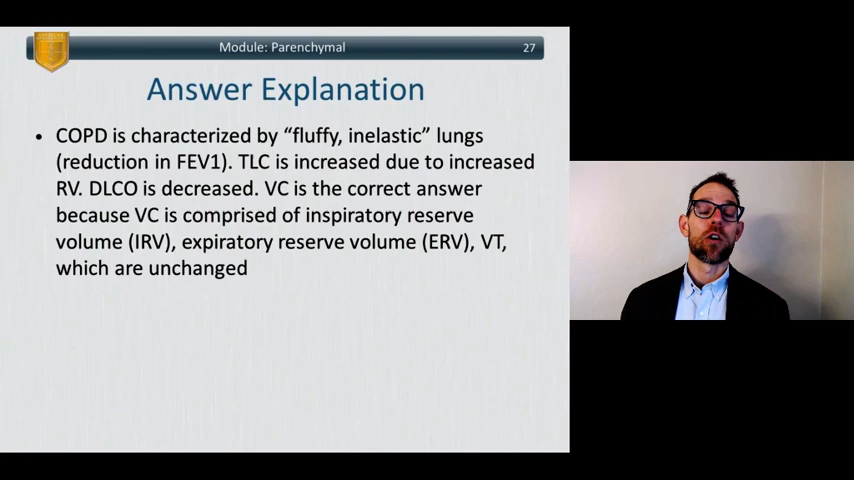 Module: Parenchymal
27
Answer Explanation
• COPD is characterized by “fluffy, inelastic” lungs
(reduction in FEV1). TLC is increased due to increased
RV. DLCO is decreased. VC is the correct answer
because VC is comprised of inspiratory reserve
volume (IRV), expiratory reserve volume (ERV), VT,
which are unchanged